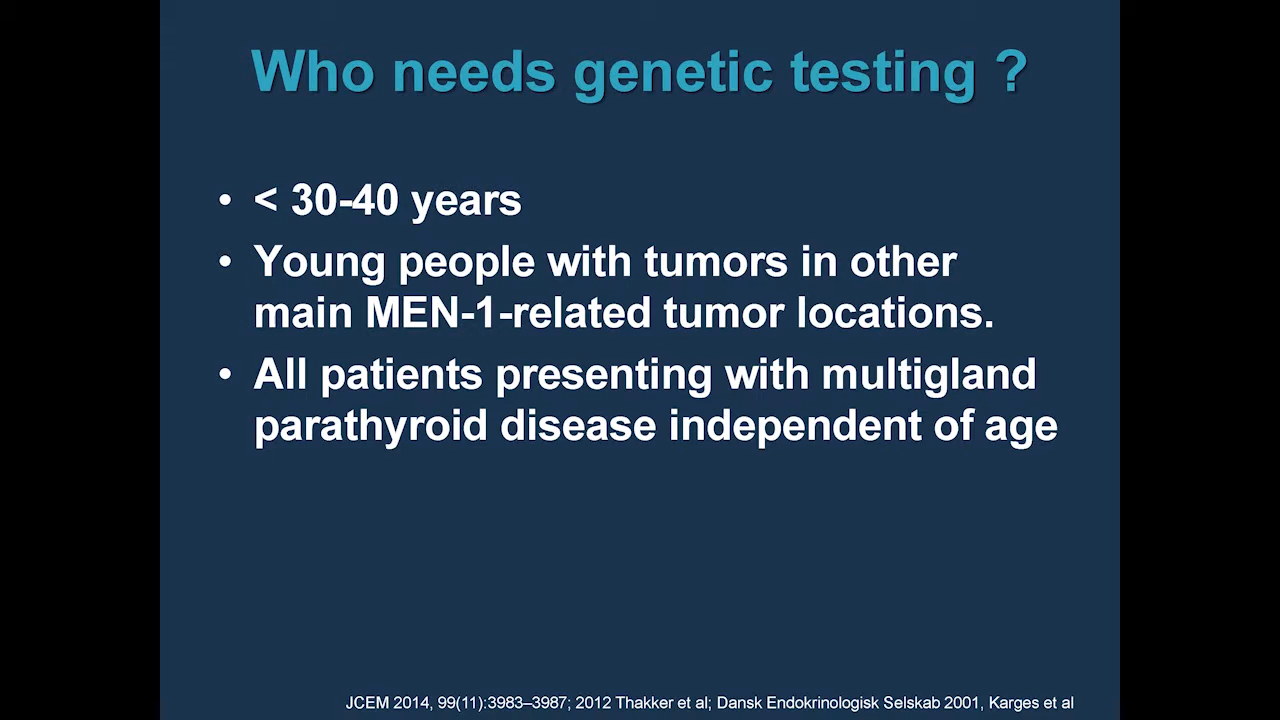 Who needs genetic testing ?
• < 30-40 years
• Young people with tumors in other
main MEN-1-related tumor locations.
• All patients presenting with multigland
parathyroid disease independent of age
JCEM 2014, 99(11):3983–3987; 2012 Thakker et al; Dansk Endokrinologisk Selskab 2001, Karges et al